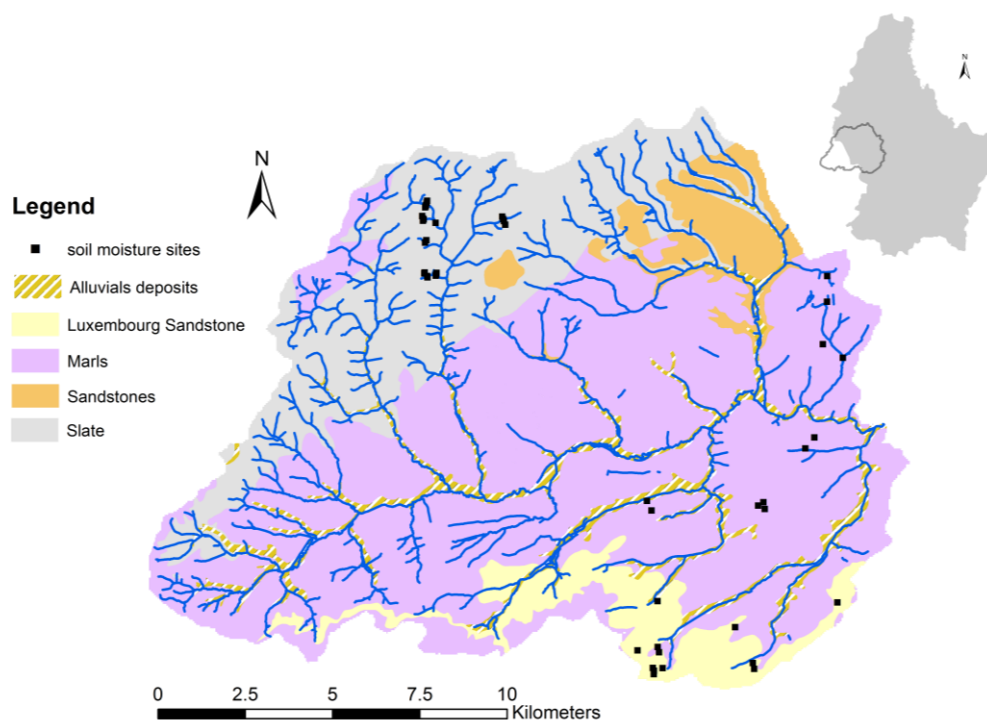 N
N
Legend
soil moisture sites
Alluvials deposits
Luxembourg Sandstone
Marls
Sandstones
Slate
0 2.5 5 7.5 10
Kilometers